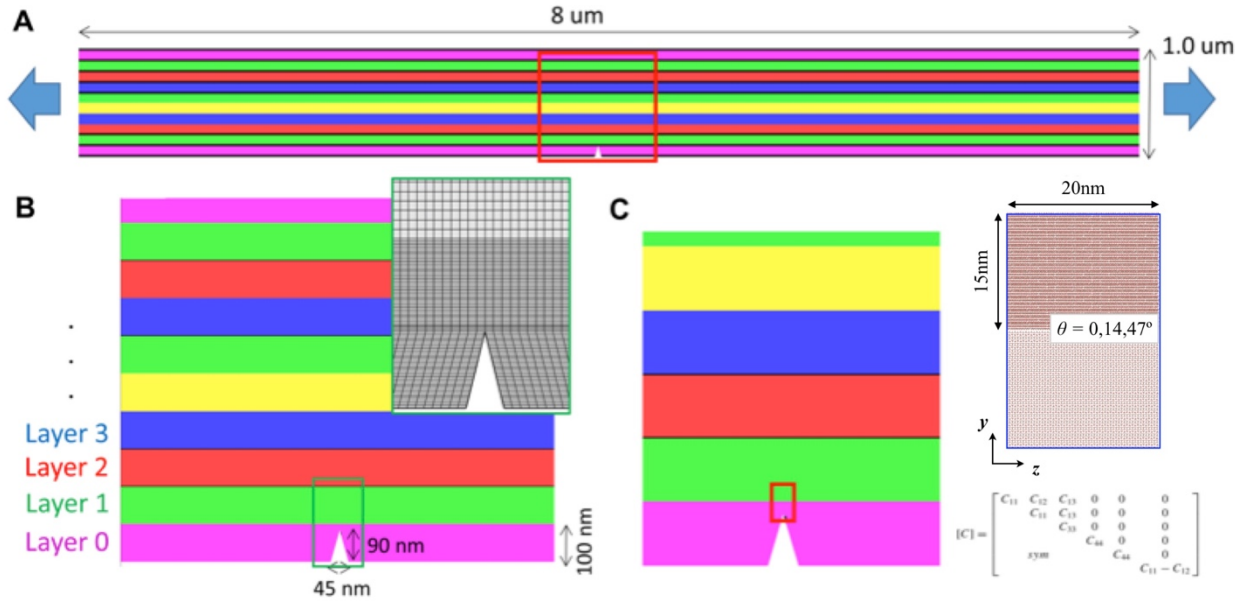 A
8 um
1.0 um
B
.
.
.
Layer 3
Layer 2
Layer 1
Layer 0
90 nm
100 nm
45 nm
C
20nm
15nm
θ = 0,14,47º
y
z
[C] =
C11 C12 C13 0 0 0
C11 C13 0 0 0
C33 0 0 0
C44 0 0
sym C44 0
C11 − C12